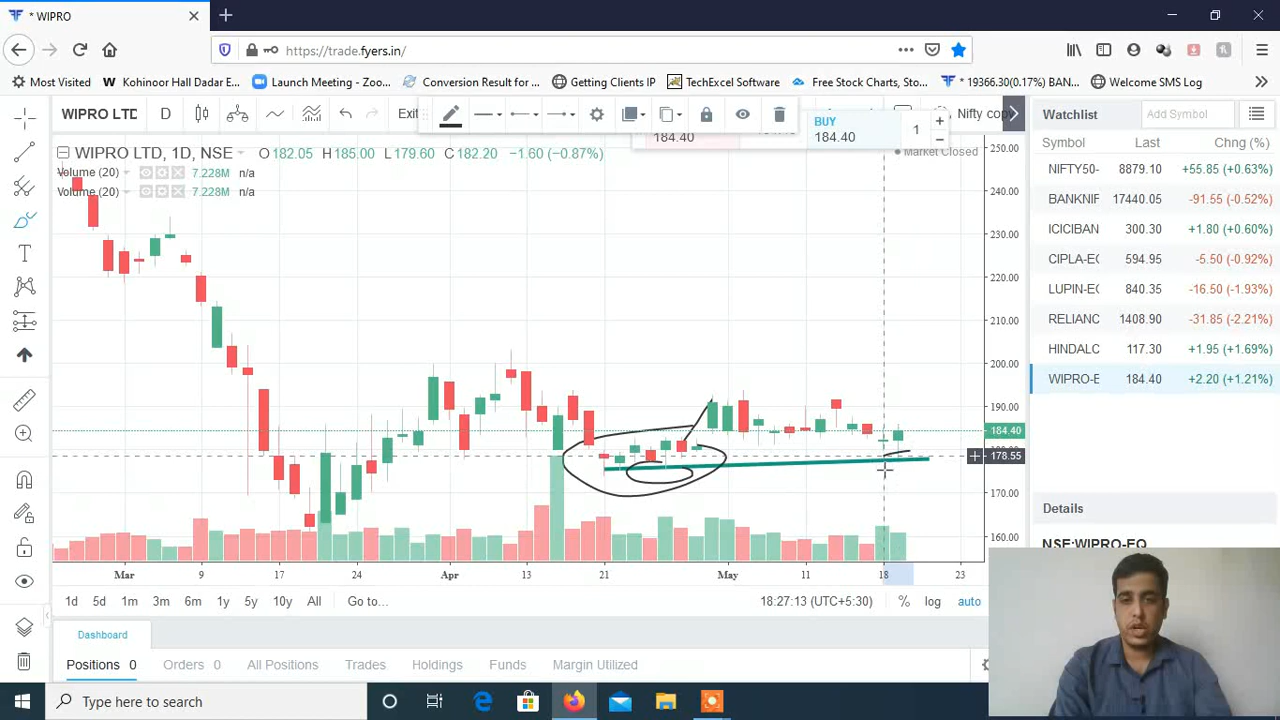 * WIPRO
https://trade.fyers.in/
Most Visited
Kohinoor Hall Dadar E...
Launch Meeting - Zoo...
Conversion Result for ...
Getting Clients IP
TechExcel Software
Free Stock Charts, Sto...
* 19366.30(0.17%) BAN...
Welcome SMS Log
WIPRO LTD
D
Exit
184.40
BUY
184.40
1
Nifty cop
Watchlist
Add Symbol
WIPRO LTD, 1D, NSE
O 182.05 H 185.00 L 179.60 C 182.20 -1.60 (-0.87%)
Market Closed
Volume (20) 7.228M n/a
Volume (20) 7.228M n/a
Symbol Last Chng (%)
NIFTY50- 8879.10 +55.85 (+0.63%)
BANKNIF 17440.05 -91.55 (-0.52%)
ICICIBAN 300.30 +1.80 (+0.60%)
CIPLA-EQ 594.95 -5.50 (-0.92%)
LUPIN-EQ 840.35 -16.50 (-1.93%)
RELIANC 1408.90 -31.85 (-2.21%)
HINDALC 117.30 +1.95 (+1.69%)
WIPRO-E 184.40 +2.20 (+1.21%)
250.00
240.00
230.00
220.00
210.00
200.00
190.00
184.40
178.55
170.00
160.00
Details
NSE:WIPRO-EQ
Mar 9 17 24 Apr 13 21 May 11 18 23
1d 5d 1m 3m 6m 1y 5y 10y All Go to...
18:27:13 (UTC+5:30) % log auto
Dashboard
Positions 0 Orders 0 All Positions Trades Holdings Funds Margin Utilized
Type here to search